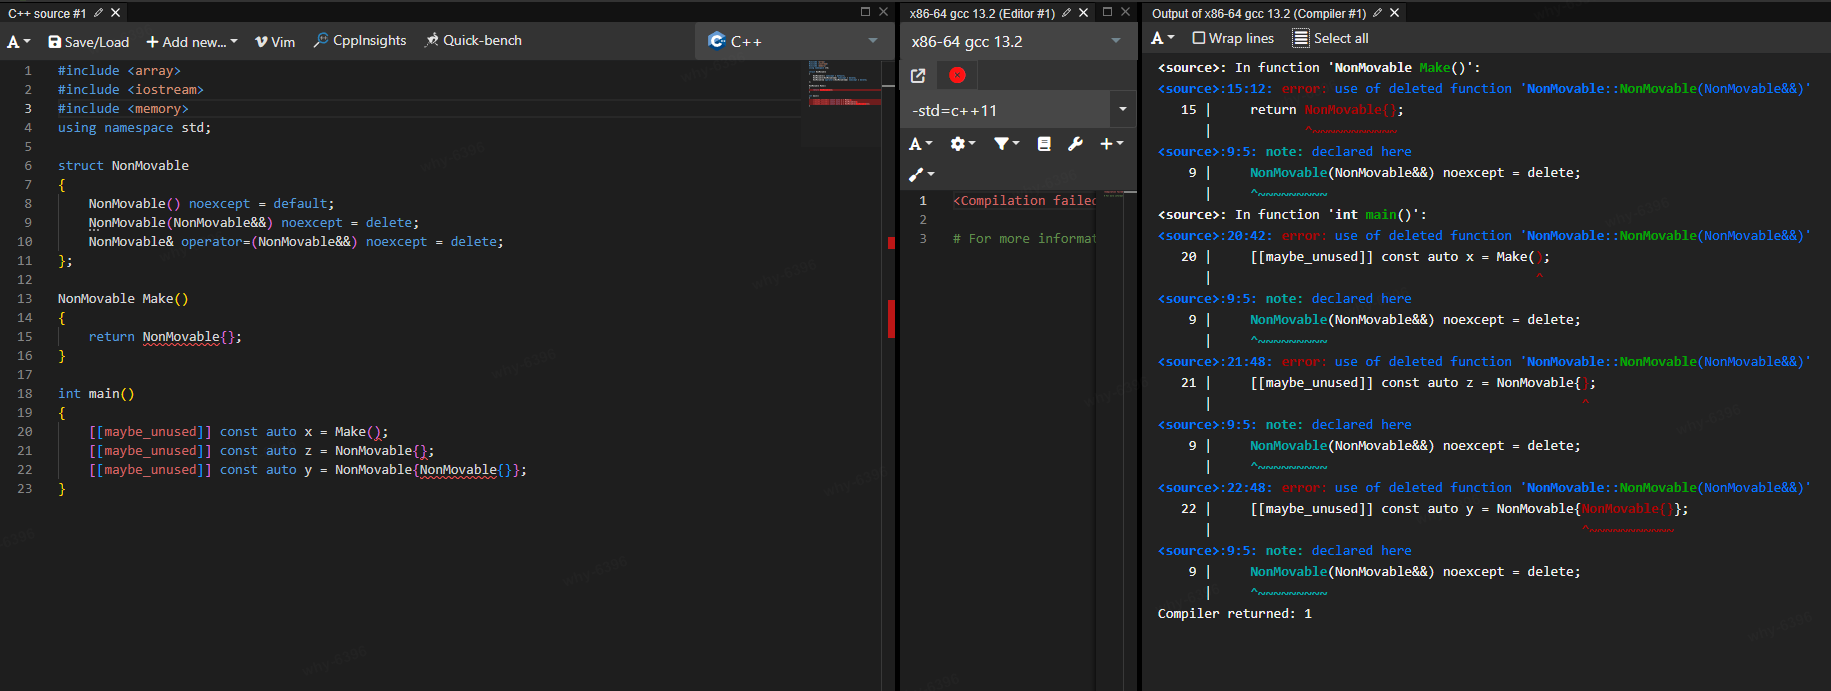 C++ source #1
A Save/Load + Add new... Vim CppInsights Quick-bench C++
1 #include <array>
2 #include <iostream>
3 #include <memory>
4 using namespace std;
5
6 struct NonMovable
7 {
8 NonMovable() noexcept = default;
9 NonMovable(NonMovable&&) noexcept = delete;
10 NonMovable& operator=(NonMovable&&) noexcept = delete;
11 };
12
13 NonMovable Make()
14 {
15 return NonMovable{};
16 }
17
18 int main()
19 {
20 [[maybe_unused]] const auto x = Make();
21 [[maybe_unused]] const auto z = NonMovable{};
22 [[maybe_unused]] const auto y = NonMovable{NonMovable{}};
23 }
x86-64 gcc 13.2 (Editor #1)
x86-64 gcc 13.2
-std=c++11
A
1 <Compilation failed
2
3 # For more informat
Output of x86-64 gcc 13.2 (Compiler #1)
A Wrap lines Select all
<source>: In function 'NonMovable Make()':
<source>:15:12: error: use of deleted function 'NonMovable::NonMovable(NonMovable&&)'
15 | return NonMovable{};
| ^~~~~~~~~~~~
<source>:9:5: note: declared here
9 | NonMovable(NonMovable&&) noexcept = delete;
| ^~~~~~~~~~
<source>: In function 'int main()':
<source>:20:42: error: use of deleted function 'NonMovable::NonMovable(NonMovable&&)'
20 | [[maybe_unused]] const auto x = Make();
| ^
<source>:9:5: note: declared here
9 | NonMovable(NonMovable&&) noexcept = delete;
| ^~~~~~~~~~
<source>:21:48: error: use of deleted function 'NonMovable::NonMovable(NonMovable&&)'
21 | [[maybe_unused]] const auto z = NonMovable{};
| ^
<source>:9:5: note: declared here
9 | NonMovable(NonMovable&&) noexcept = delete;
| ^~~~~~~~~~
<source>:22:48: error: use of deleted function 'NonMovable::NonMovable(NonMovable&&)'
22 | [[maybe_unused]] const auto y = NonMovable{NonMovable{}};
| ^~~~~~~~~~~~
<source>:9:5: note: declared here
9 | NonMovable(NonMovable&&) noexcept = delete;
| ^~~~~~~~~~
Compiler returned: 1